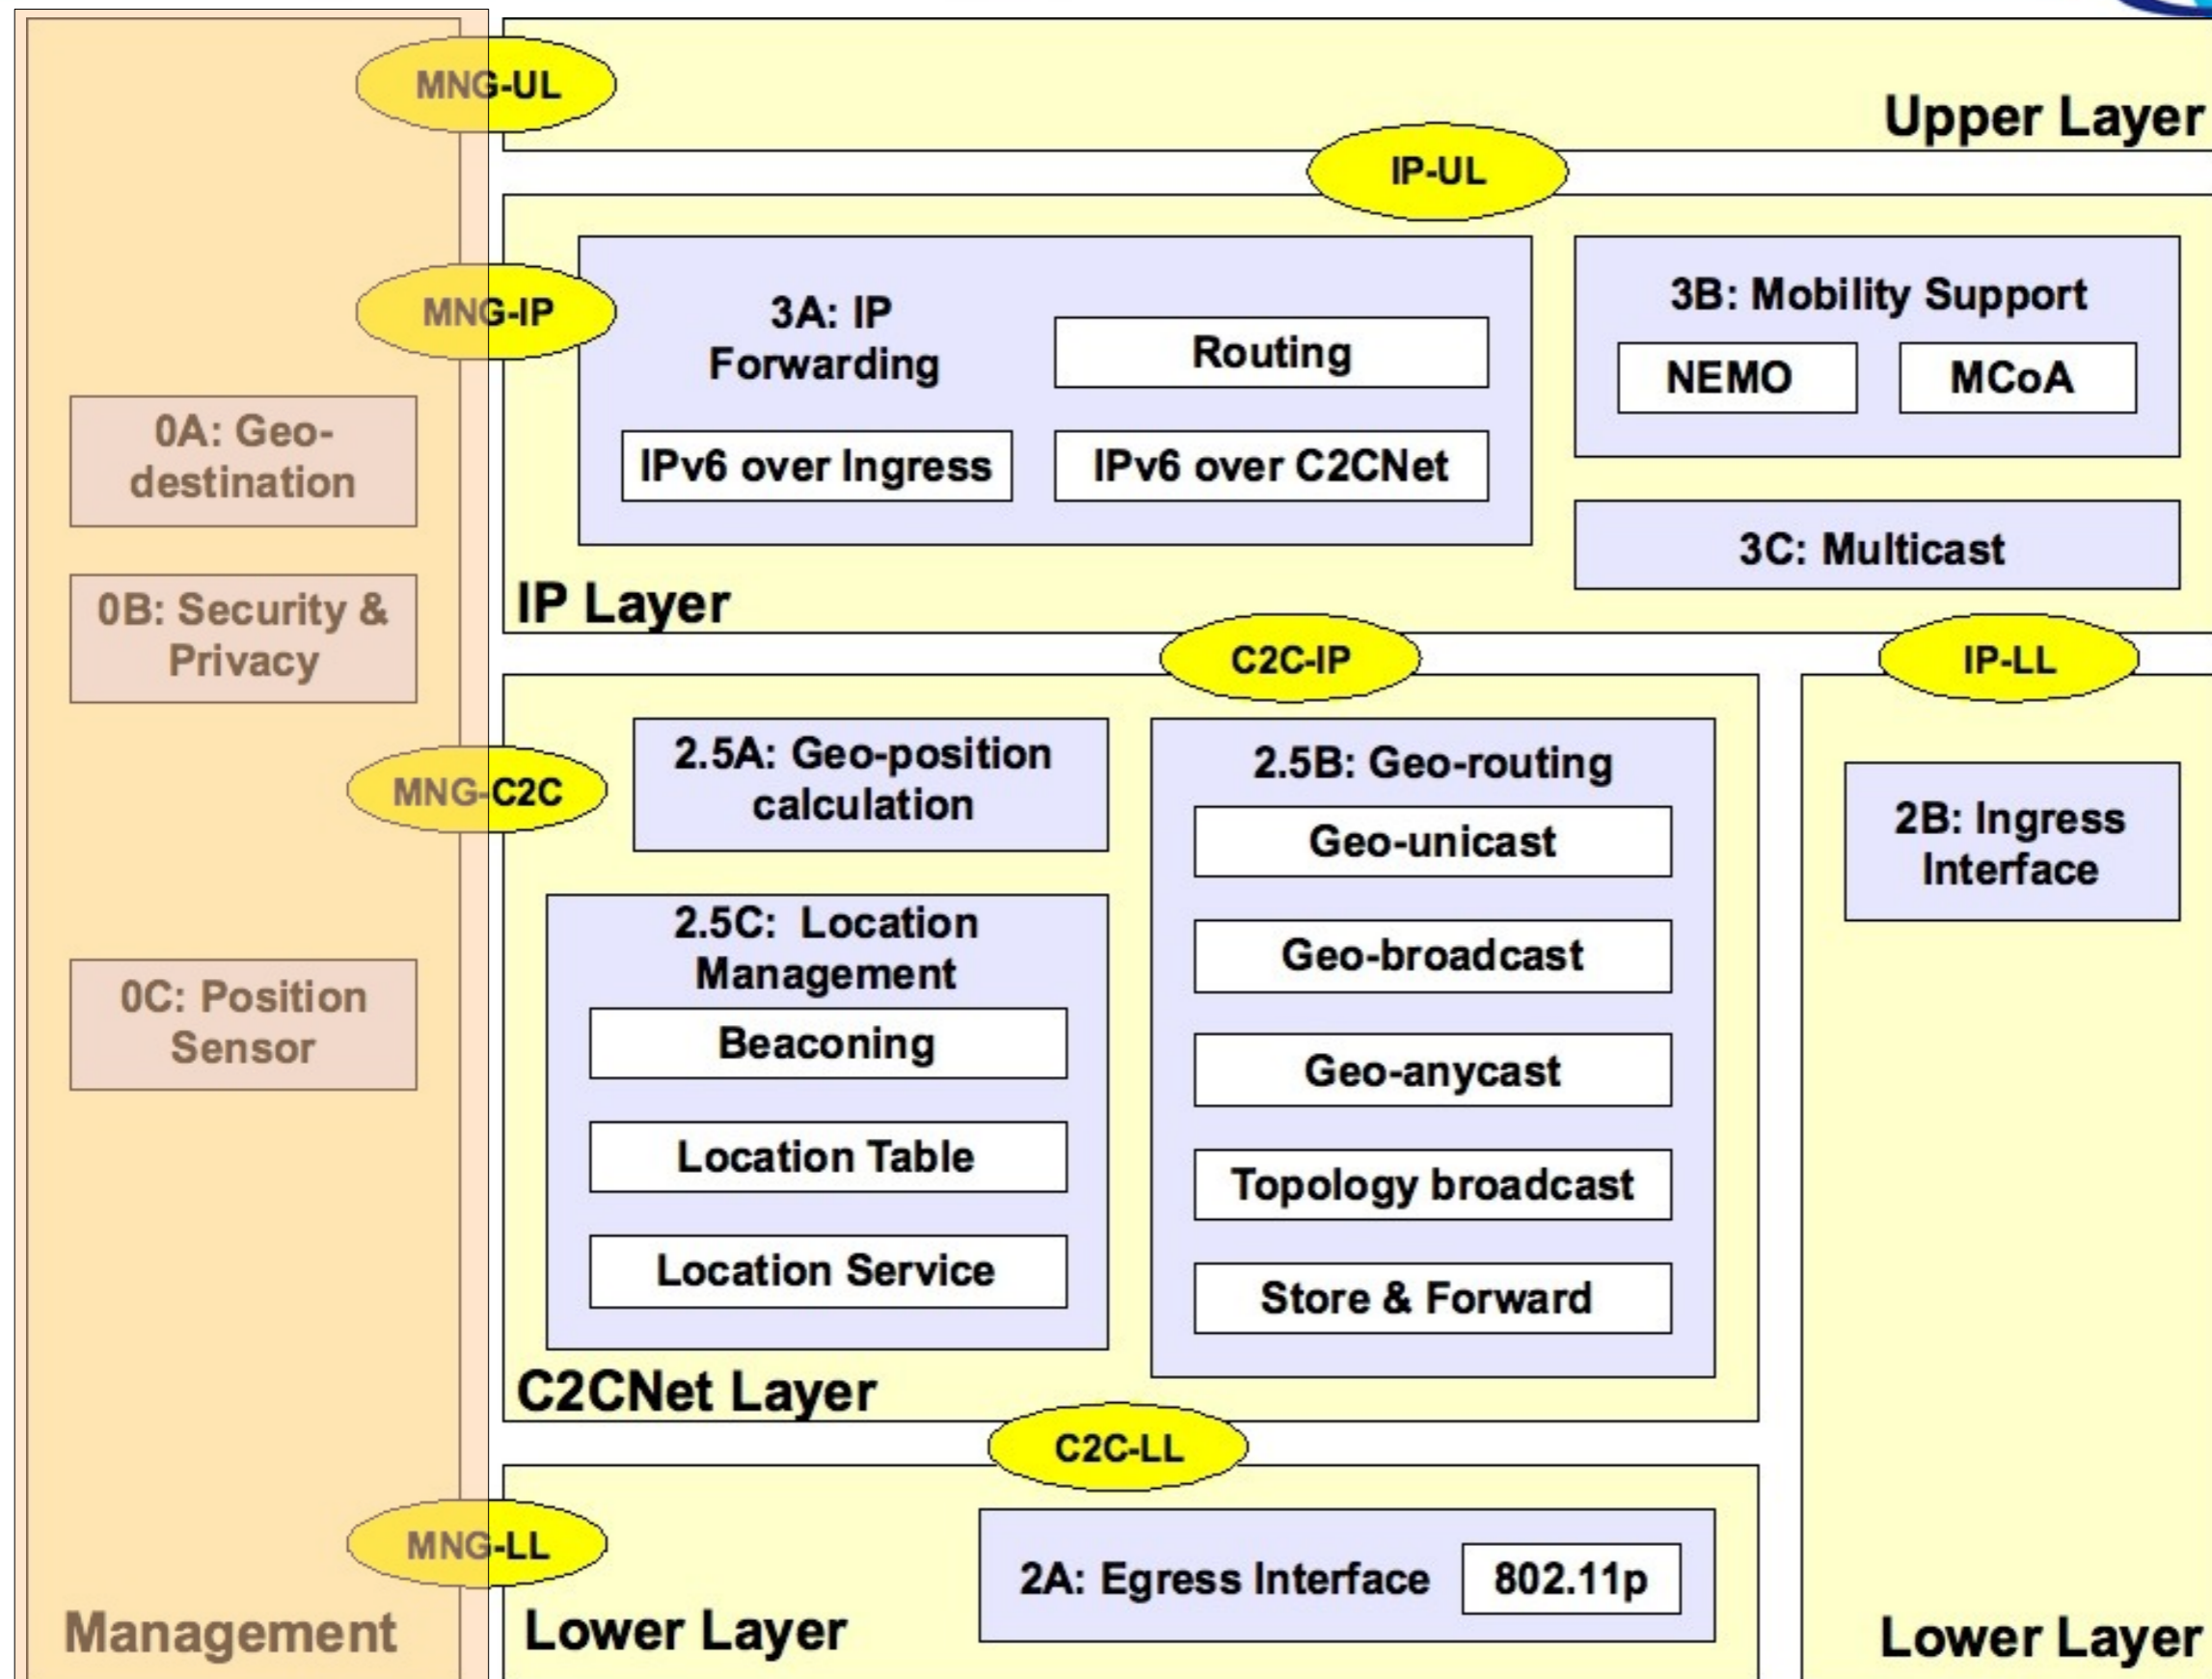 MNG-UL
Upper Layer
IP-UL
MNG-IP
3A: IP
Forwarding
Routing
IPv6 over Ingress
IPv6 over C2CNet
3B: Mobility Support
NEMO
MCoA
3C: Multicast
IP Layer
0A: Geo-
destination
0B: Security &
Privacy
0C: Position
Sensor
C2C-IP
IP-LL
MNG-C2C
2.5A: Geo-position
calculation
2.5B: Geo-routing
Geo-unicast
Geo-broadcast
Geo-anycast
Topology broadcast
Store & Forward
2.5C: Location
Management
Beaconing
Location Table
Location Service
C2CNet Layer
2B: Ingress
Interface
C2C-LL
MNG-LL
2A: Egress Interface
802.11p
Management
Lower Layer
Lower Layer